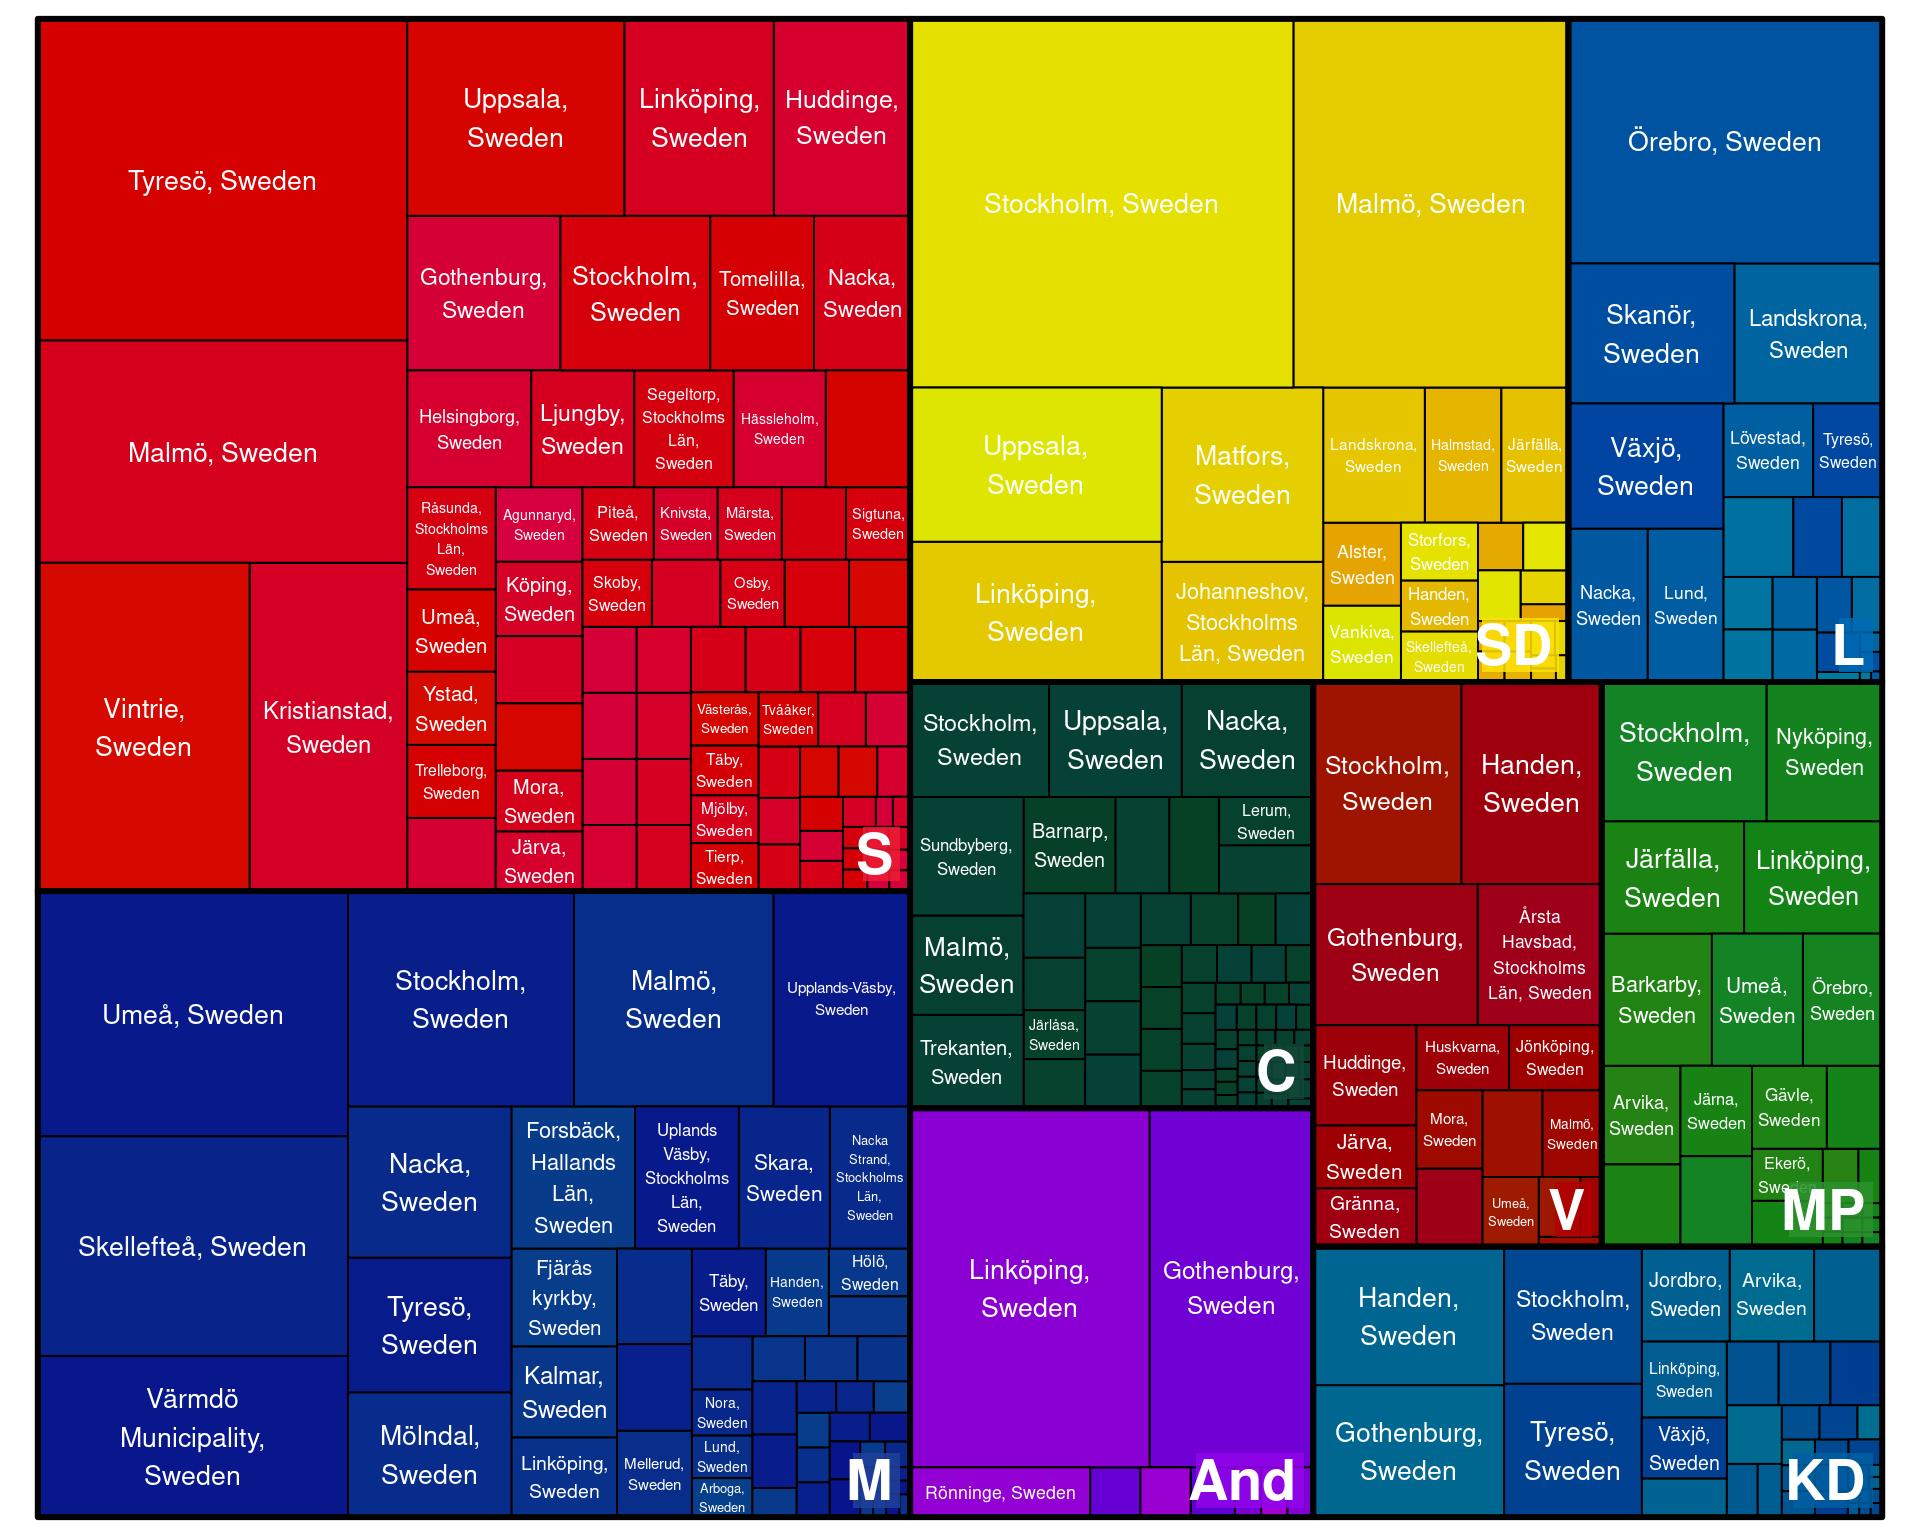 Tyresö, Sweden
Malmö, Sweden
Vintrie,
Sweden
Kristianstad,
Sweden
Uppsala,
Sweden
Linköping,
Sweden
Huddinge,
Sweden
Gothenburg,
Sweden
Stockholm,
Sweden
Tomelilla,
Sweden
Nacka,
Sweden
Helsingborg,
Sweden
Ljungby,
Sweden
Segeltorp,
Stockholms
Län,
Sweden
Hässleholm,
Sweden
Råsunda,
Stockholms
Län,
Sweden
Agunnaryd,
Sweden
Piteå,
Sweden
Knivsta,
Sweden
Märsta,
Sweden
Sigtuna,
Sweden
Umeå,
Sweden
Köping,
Sweden
Skoby,
Sweden
Osby,
Sweden
Ystad,
Sweden
Trelleborg,
Sweden
Mora,
Sweden
Järva,
Sweden
Västerås,
Sweden
Tvååker,
Sweden
Täby,
Sweden
Mjölby,
Sweden
Tierp,
Sweden
S
Stockholm, Sweden
Malmö, Sweden
Uppsala,
Sweden
Linköping,
Sweden
Matfors,
Sweden
Johanneshov,
Stockholms
Län, Sweden
Landskrona,
Sweden
Halmstad,
Sweden
Järfälla,
Sweden
Alster,
Sweden
Storfors,
Sweden
Handen,
Sweden
Vankiva,
Sweden
Skellefteå,
Sweden
SD
Örebro, Sweden
Skanör,
Sweden
Landskrona,
Sweden
Växjö,
Sweden
Lövestad,
Sweden
Tyresö,
Sweden
Nacka,
Sweden
Lund,
Sweden
L
Umeå, Sweden
Skellefteå, Sweden
Värmdö
Municipality,
Sweden
Stockholm,
Sweden
Malmö,
Sweden
Upplands-Väsby,
Sweden
Nacka,
Sweden
Tyresö,
Sweden
Mölndal,
Sweden
Forsbäck,
Hallands
Län,
Sweden
Uplands
Väsby,
Stockholms
Län,
Sweden
Skara,
Sweden
Nacka
Strand,
Stockholms
Län,
Sweden
Fjärås
kyrkby,
Sweden
Kalmar,
Sweden
Linköping,
Sweden
Mellerud,
Sweden
Täby,
Sweden
Handen,
Sweden
Hölö,
Sweden
Nora,
Sweden
Lund,
Sweden
Arboga,
Sweden
M
Stockholm,
Sweden
Uppsala,
Sweden
Nacka,
Sweden
Sundbyberg,
Sweden
Barnarp,
Sweden
Lerum,
Sweden
Malmö,
Sweden
Trekanten,
Sweden
Järlåsa,
Sweden
C
Linköping,
Sweden
Gothenburg,
Sweden
Rönninge, Sweden
And
Stockholm,
Sweden
Handen,
Sweden
Gothenburg,
Sweden
Årsta
Havsbad,
Stockholms
Län, Sweden
Huddinge,
Sweden
Huskvarna,
Sweden
Jönköping,
Sweden
Mora,
Sweden
Malmö,
Sweden
Järva,
Sweden
Gränna,
Sweden
Umeå,
Sweden
V
Stockholm,
Sweden
Nyköping,
Sweden
Järfälla,
Sweden
Linköping,
Sweden
Barkarby,
Sweden
Umeå,
Sweden
Örebro,
Sweden
Arvika,
Sweden
Järna,
Sweden
Gävle,
Sweden
Ekerö,
Sweden
MP
Handen,
Sweden
Stockholm,
Sweden
Jordbro,
Sweden
Arvika,
Sweden
Gothenburg,
Sweden
Tyresö,
Sweden
Linköping,
Sweden
Växjö,
Sweden
KD